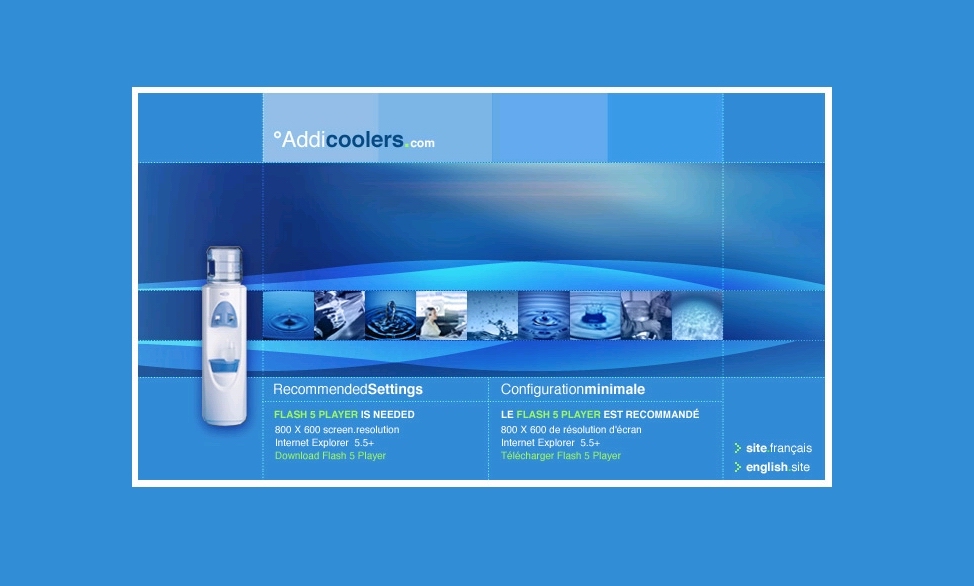 °Addicoolers.com
RecommendedSettings
FLASH 5 PLAYER IS NEEDED
800 X 600 screen.resolution
Internet Explorer 5.5+
Download Flash 5 Player
Configurationminimale
LE FLASH 5 PLAYER EST RECOMMANDÉ
800 X 600 de résolution d'écran
Internet Explorer 5.5+
Télécharger Flash 5 Player
site.français
english.site